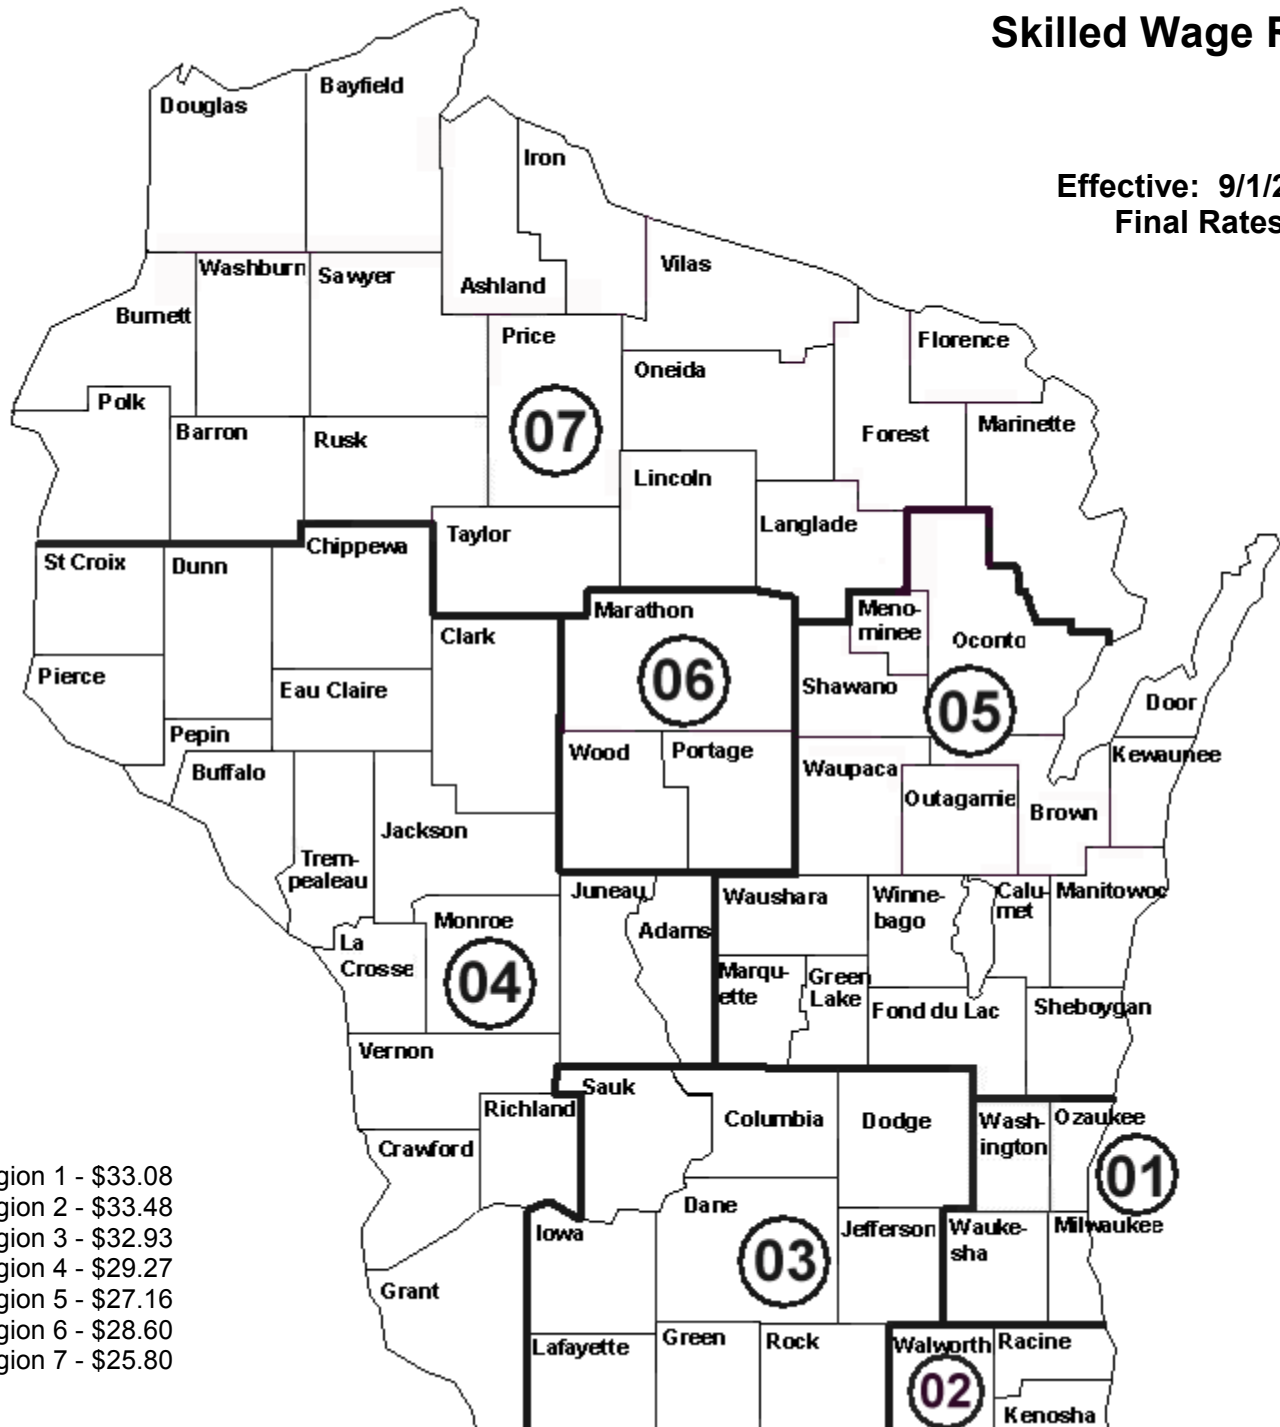 Skilled Wage R
Effective: 9/1/2
Final Rates
Douglas
Bayfield
Iron
Vilas
Washburn
Sawyer
Ashland
Burnett
Price
Florence
Oneida
Polk
Barron
Rusk
07
Forest
Marinette
Lincoln
Langlade
Taylor
Chippewa
St Croix
Dunn
Marathon
Meno-
minee
Clark
Oconto
Pierce
Eau Claire
06
Shawano
05
Door
Pepin
Buffalo
Wood
Portage
Waupaca
Kewaunee
Outagamie
Brown
Jackson
Trem-
pealeau
Juneau
Adams
Waushara
Winne-
bago
Calu-
met
Manitowoc
Monroe
La
Crosse
04
Marqu-
ette
Green
Lake
Fond du Lac
Sheboygan
Vernon
Sauk
Richland
Columbia
Dodge
Wash-
ington
Ozaukee
Crawford
01
Dane
Iowa
Jefferson
Wauke-
sha
Milwaukee
03
Grant
Lafayette
Green
Rock
Walworth
Racine
02
Kenosha
gion 1 - $33.08
gion 2 - $33.48
gion 3 - $32.93
gion 4 - $29.27
gion 5 - $27.16
gion 6 - $28.60
gion 7 - $25.80